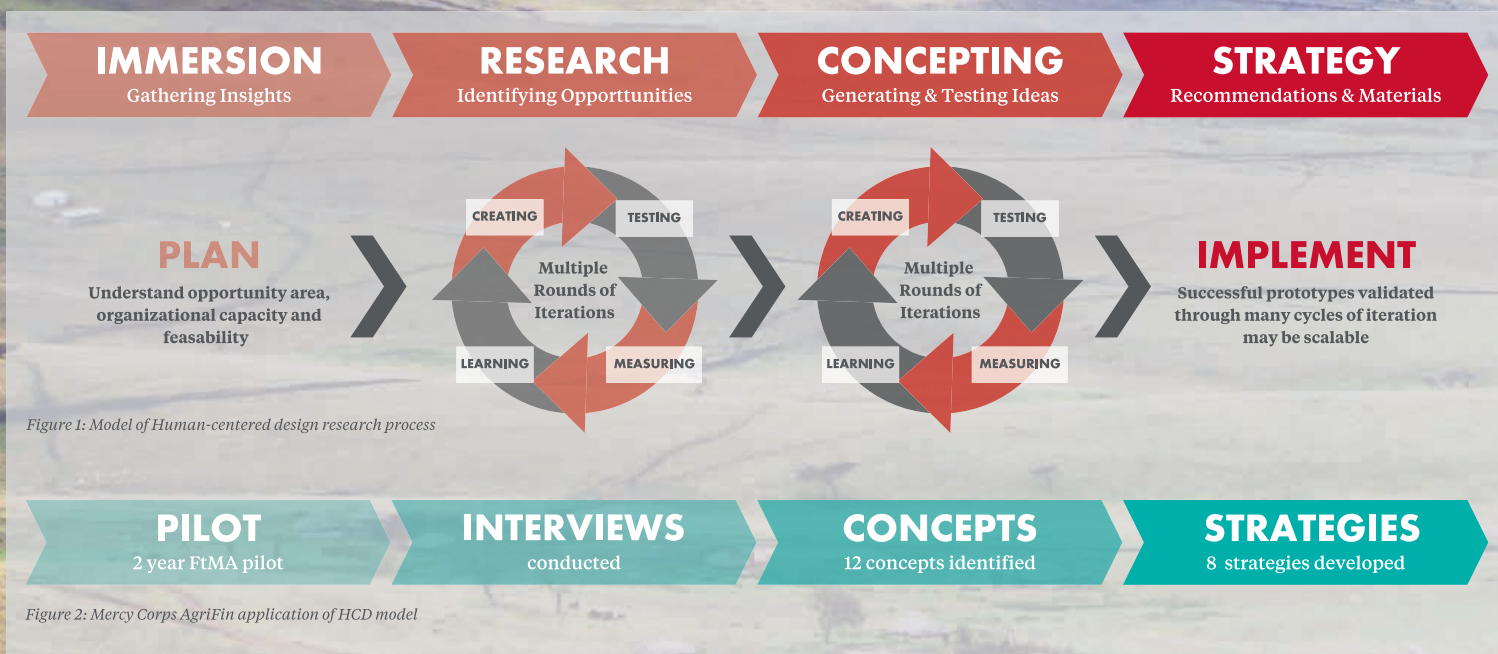 IMMERSION
Gathering Insights
RESEARCH
Identifying Opporttunities
CONCEPTING
Generating & Testing Ideas
STRATEGY
Recommendations & Materials
PLAN
Understand opportunity area,
organizational capacity and
feasability
CREATING
TESTING
Multiple
Rounds of
Iterations
LEARNING
MEASURING
CREATING
TESTING
Multiple
Rounds of
Iterations
LEARNING
MEASURING
IMPLEMENT
Successful prototypes validated
through many cycles of iteration
may be scalable
Figure 1: Model of Human-centered design research process
PILOT
2 year FtMA pilot
INTERVIEWS
conducted
CONCEPTS
12 concepts identified
STRATEGIES
8 strategies developed
Figure 2: Mercy Corps AgriFin application of HCD model